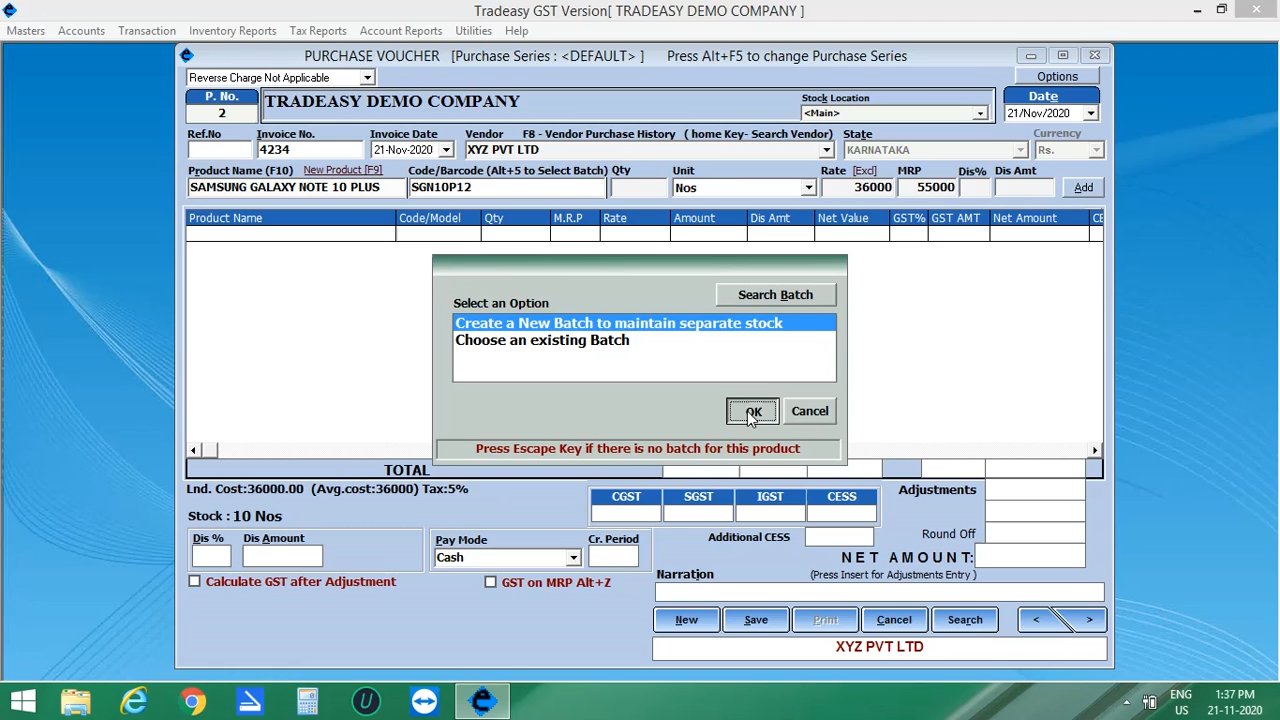 Tradeasy GST Version[ TRADEASY DEMO COMPANY ]
Masters Accounts Transaction Inventory Reports Tax Reports Account Reports Utilities Help
PURCHASE VOUCHER [Purchase Series : <DEFAULT> ] Press Alt+F5 to change Purchase Series
Reverse Charge Not Applicable Options
P. No. TRADEASY DEMO COMPANY Stock Location Date
2 <Main> 21/Nov/2020
Ref.No Invoice No. Invoice Date Vendor F8 - Vendor Purchase History ( home Key- Search Vendor) State Currency
4234 21-Nov-2020 XYZ PVT LTD KARNATAKA Rs.
Product Name (F10) New Product [F9] Code/Barcode (Alt+5 to Select Batch) Qty Unit Rate [Excl] MRP Dis% Dis Amt
SAMSUNG GALAXY NOTE 10 PLUS SGN10P12 Nos 36000 55000 Add
Product Name Code/Model Qty M.R.P Rate Amount Dis Amt Net Value GST% GST AMT Net Amount CE
Search Batch
Select an Option
Create a New Batch to maintain separate stock
Choose an existing Batch
OK Cancel
Press Escape Key if there is no batch for this product
TOTAL
Lnd. Cost:36000.00 (Avg.cost:36000) Tax:5% CGST SGST IGST CESS Adjustments
Stock : 10 Nos
Round Off
Dis % Dis Amount Pay Mode Cr. Period Additional CESS
Cash NET AMOUNT:
Calculate GST after Adjustment GST on MRP Alt+Z Narration (Press Insert for Adjustments Entry )
New Save Print Cancel Search < >
XYZ PVT LTD
ENG 1:37 PM
US 21-11-2020